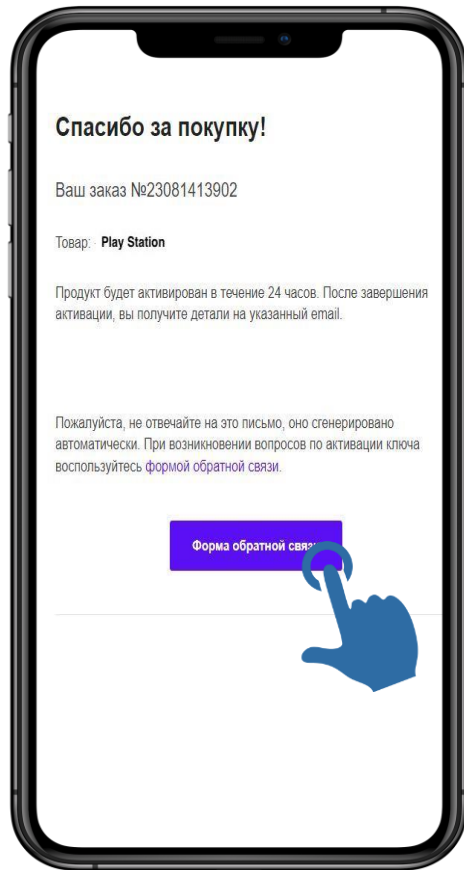 Спасибо за покупку!
Ваш заказ №23081413902
Товар: Play Station
Продукт будет активирован в течение 24 часов. После завершения
активации, вы получите детали на указанный email.
Пожалуйста, не отвечайте на это письмо, оно сгенерировано
автоматически. При возникновении вопросов по активации ключа
воспользуйтесь формой обратной связи.
Форма обратной связи